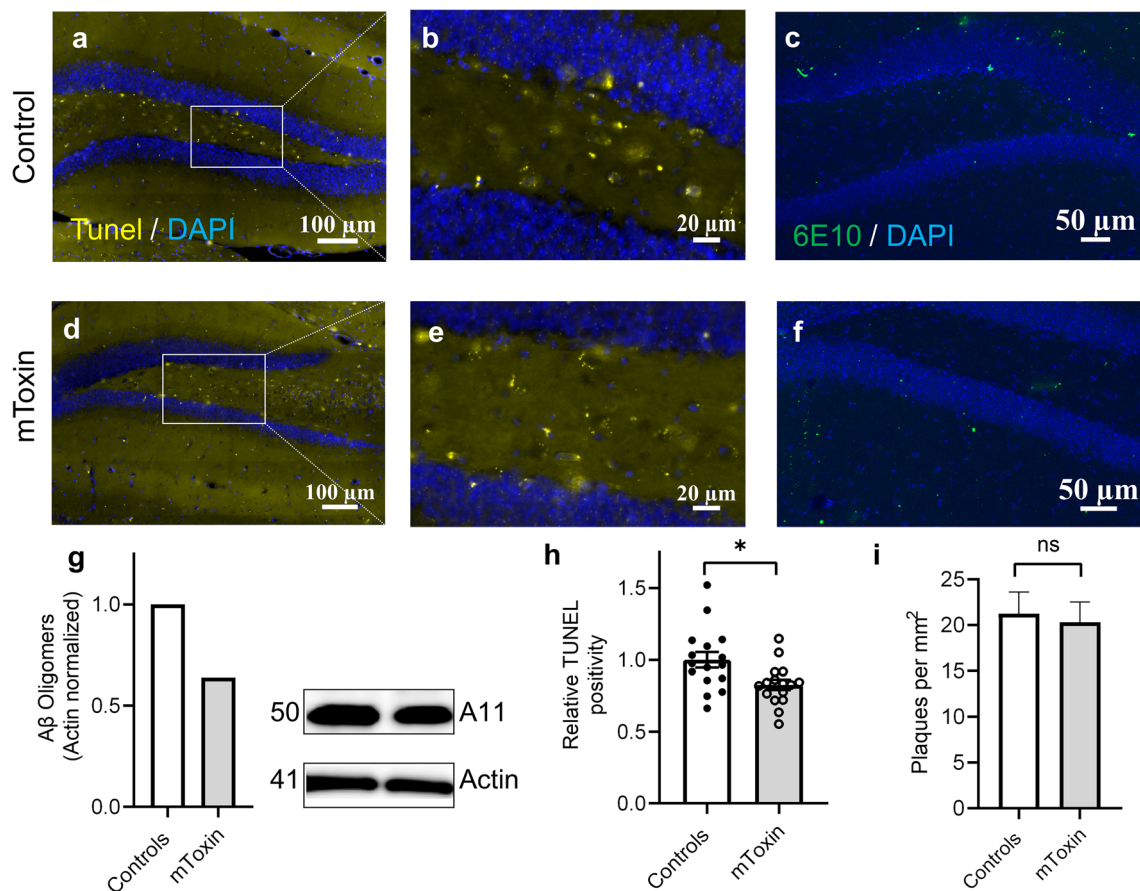 Control
a
Tunel / DAPI
100 µm
b
20 µm
c
6E10 / DAPI
50 µm
mToxin
d
100 µm
e
20 µm
f
50 µm
g
Aβ Oligomers
(Actin normalized)
1.0
0.5
0.0
Controls
mToxin
50
A11
41
Actin
h
*
Relative TUNEL
positivity
1.5
1.0
0.5
0.0
Controls
mToxin
i
ns
Plaques per mm²
25
20
15
10
5
0
Controls
mToxin